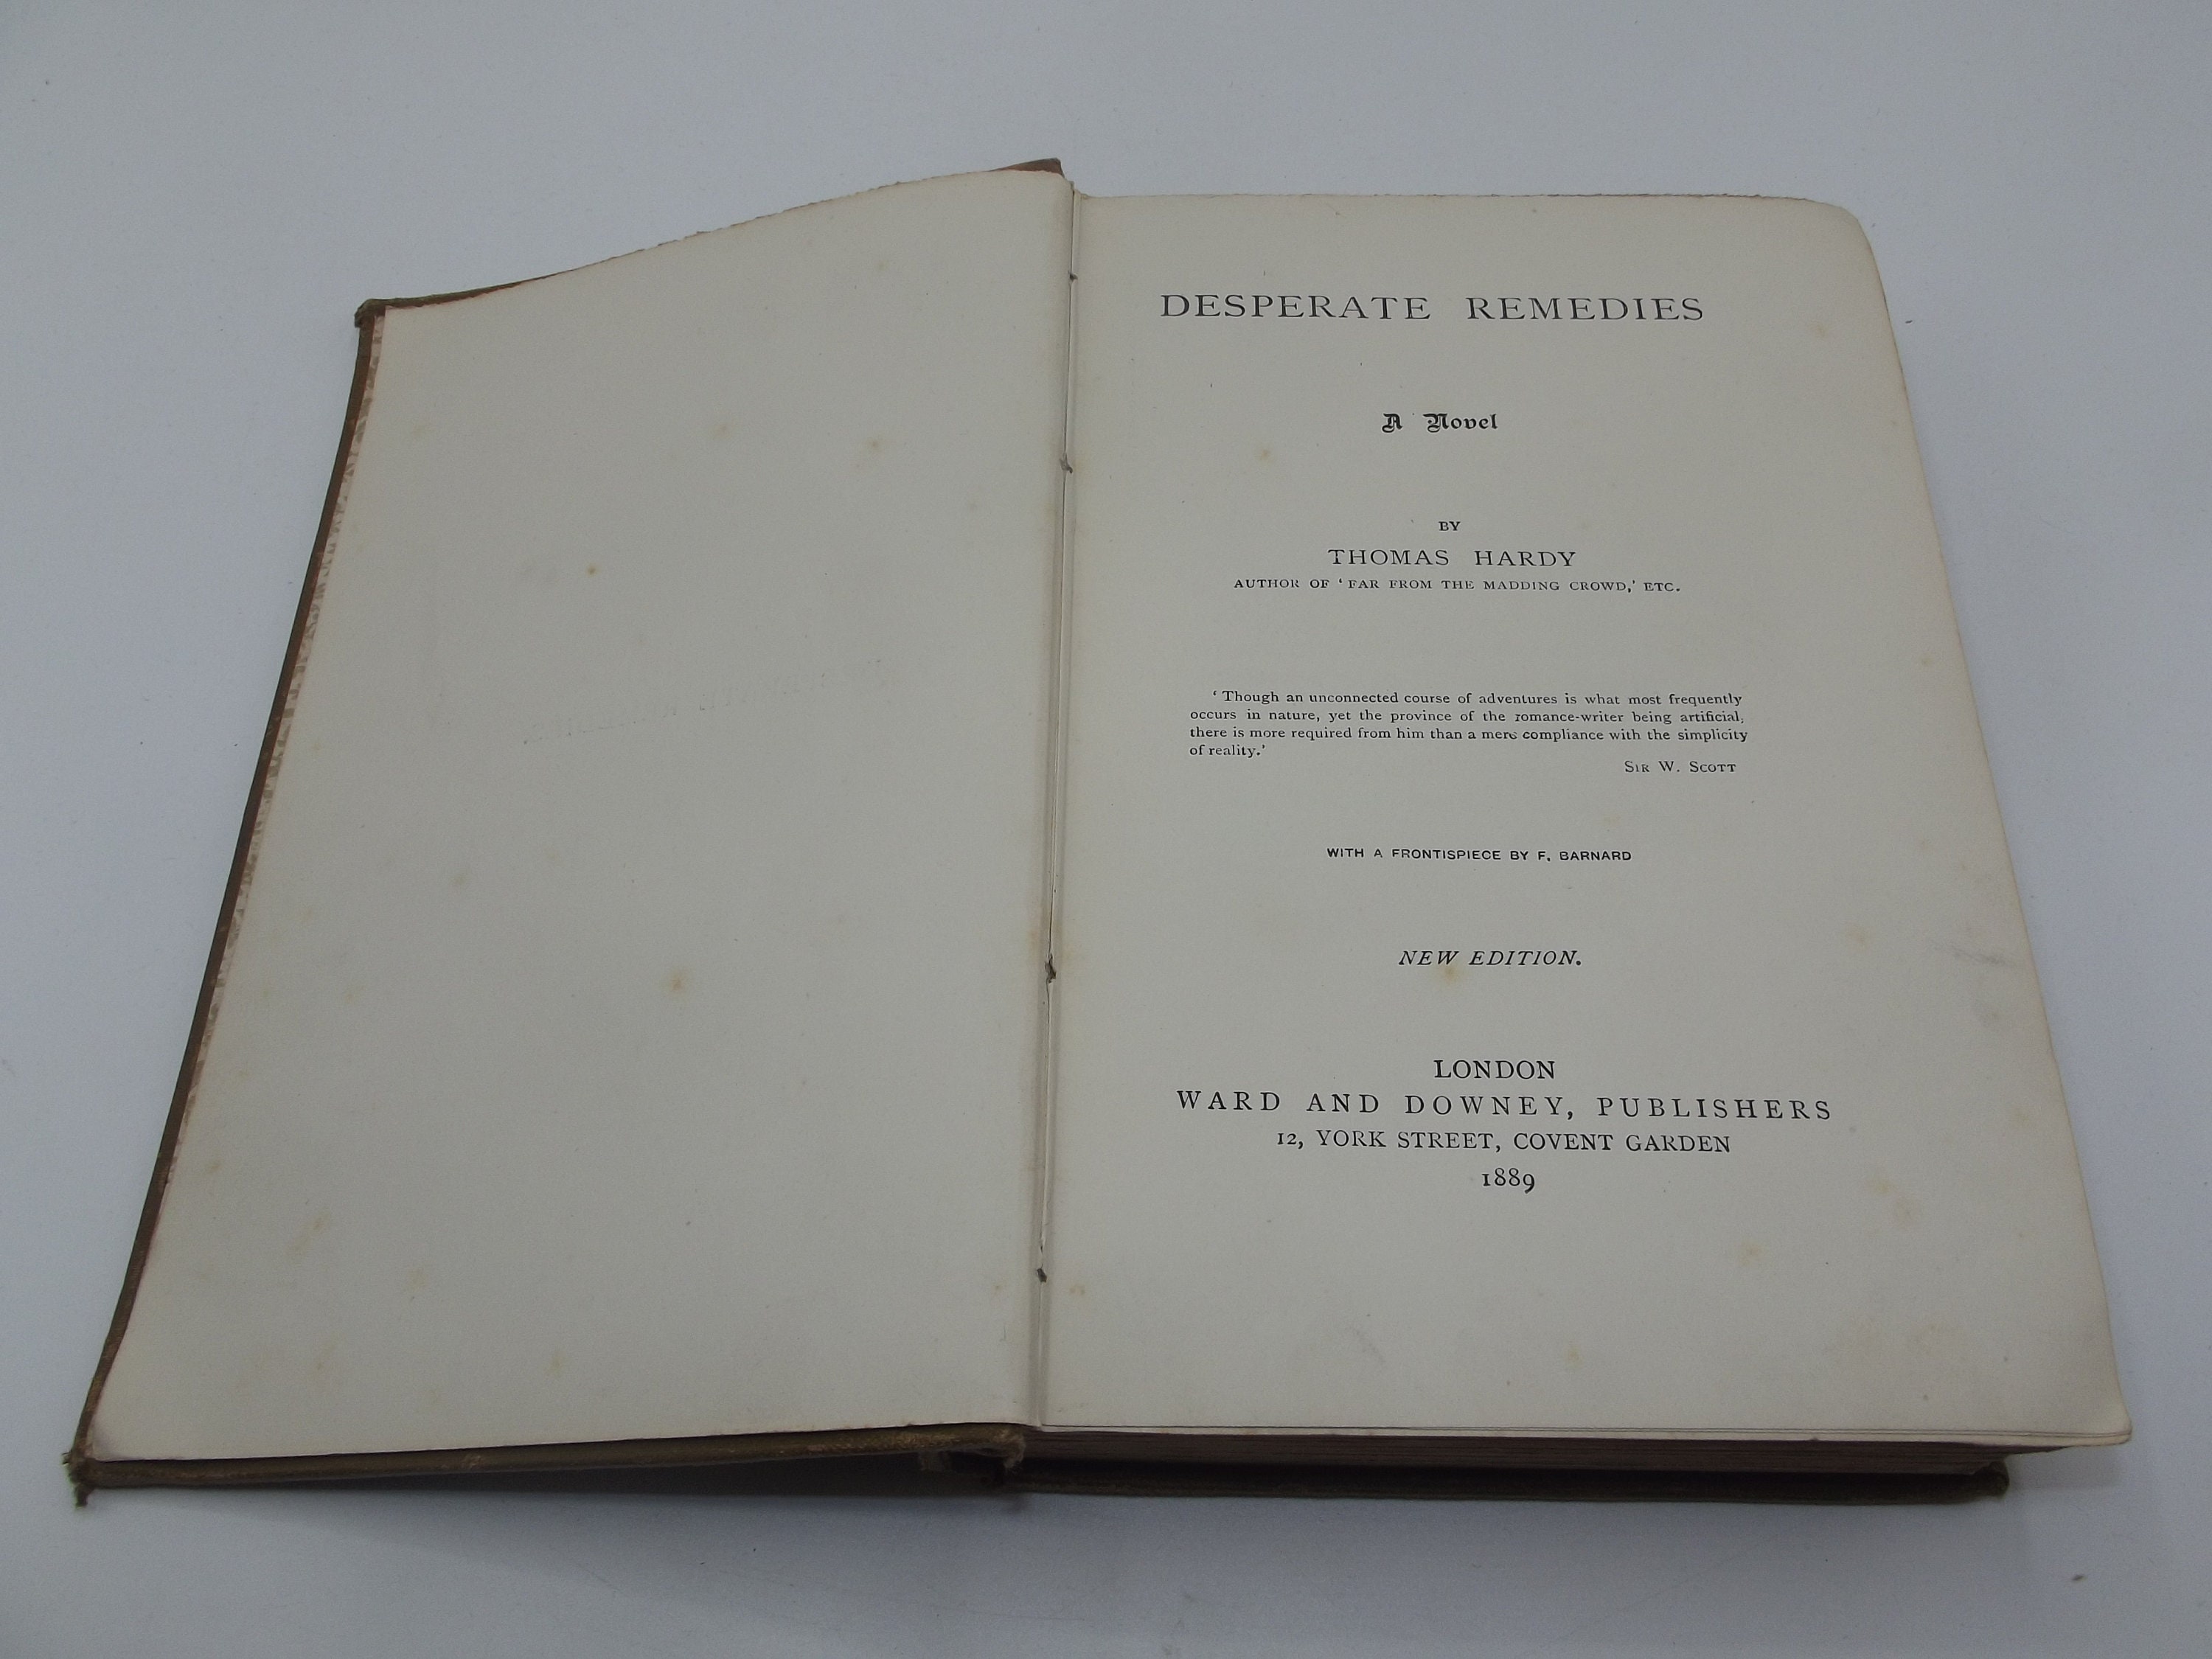 DESPERATE REMEDIES
A Novel
BY
THOMAS HARDY
AUTHOR OF ‘FAR FROM THE MADDING CROWD,’ ETC.
‘Though an unconnected course of adventures is what most frequently
occurs in nature, yet the province of the romance-writer being artificial,
there is more required from him than a mere compliance with the simplicity
of reality.’
SIR W. SCOTT
WITH A FRONTISPIECE BY F. BARNARD
NEW EDITION.
LONDON
WARD AND DOWNEY, PUBLISHERS
12, YORK STREET, COVENT GARDEN
1889